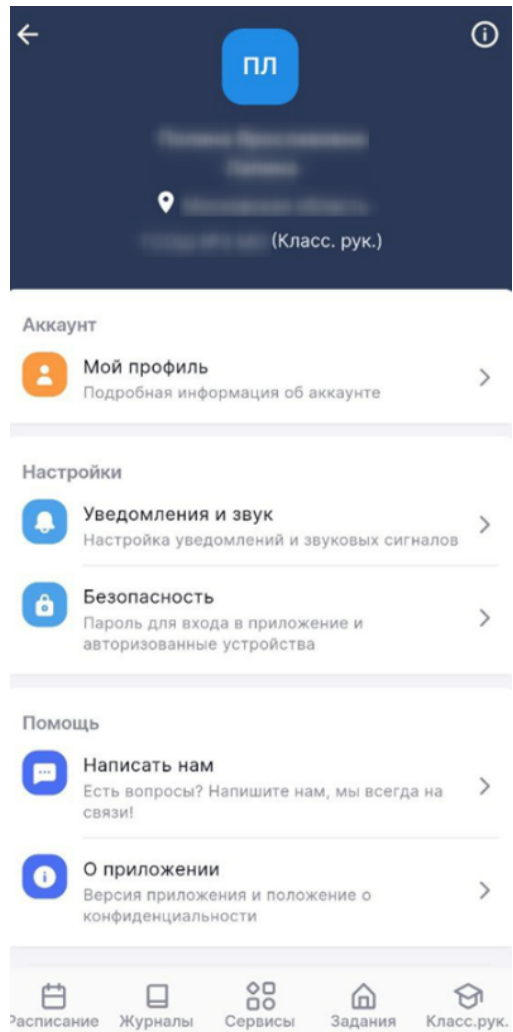 ПЛ
(Класс. рук.)
Аккаунт
Мой профиль
Подробная информация об аккаунте
Настройки
Уведомления и звук
Настройка уведомлений и звуковых сигналов
Безопасность
Пароль для входа в приложение и
авторизованные устройства
Помощь
Написать нам
Есть вопросы? Напишите нам, мы всегда на
связи!
О приложении
Версия приложения и положение о
конфиденциальности
Расписание Журналы Сервисы Задания Класс.рук.